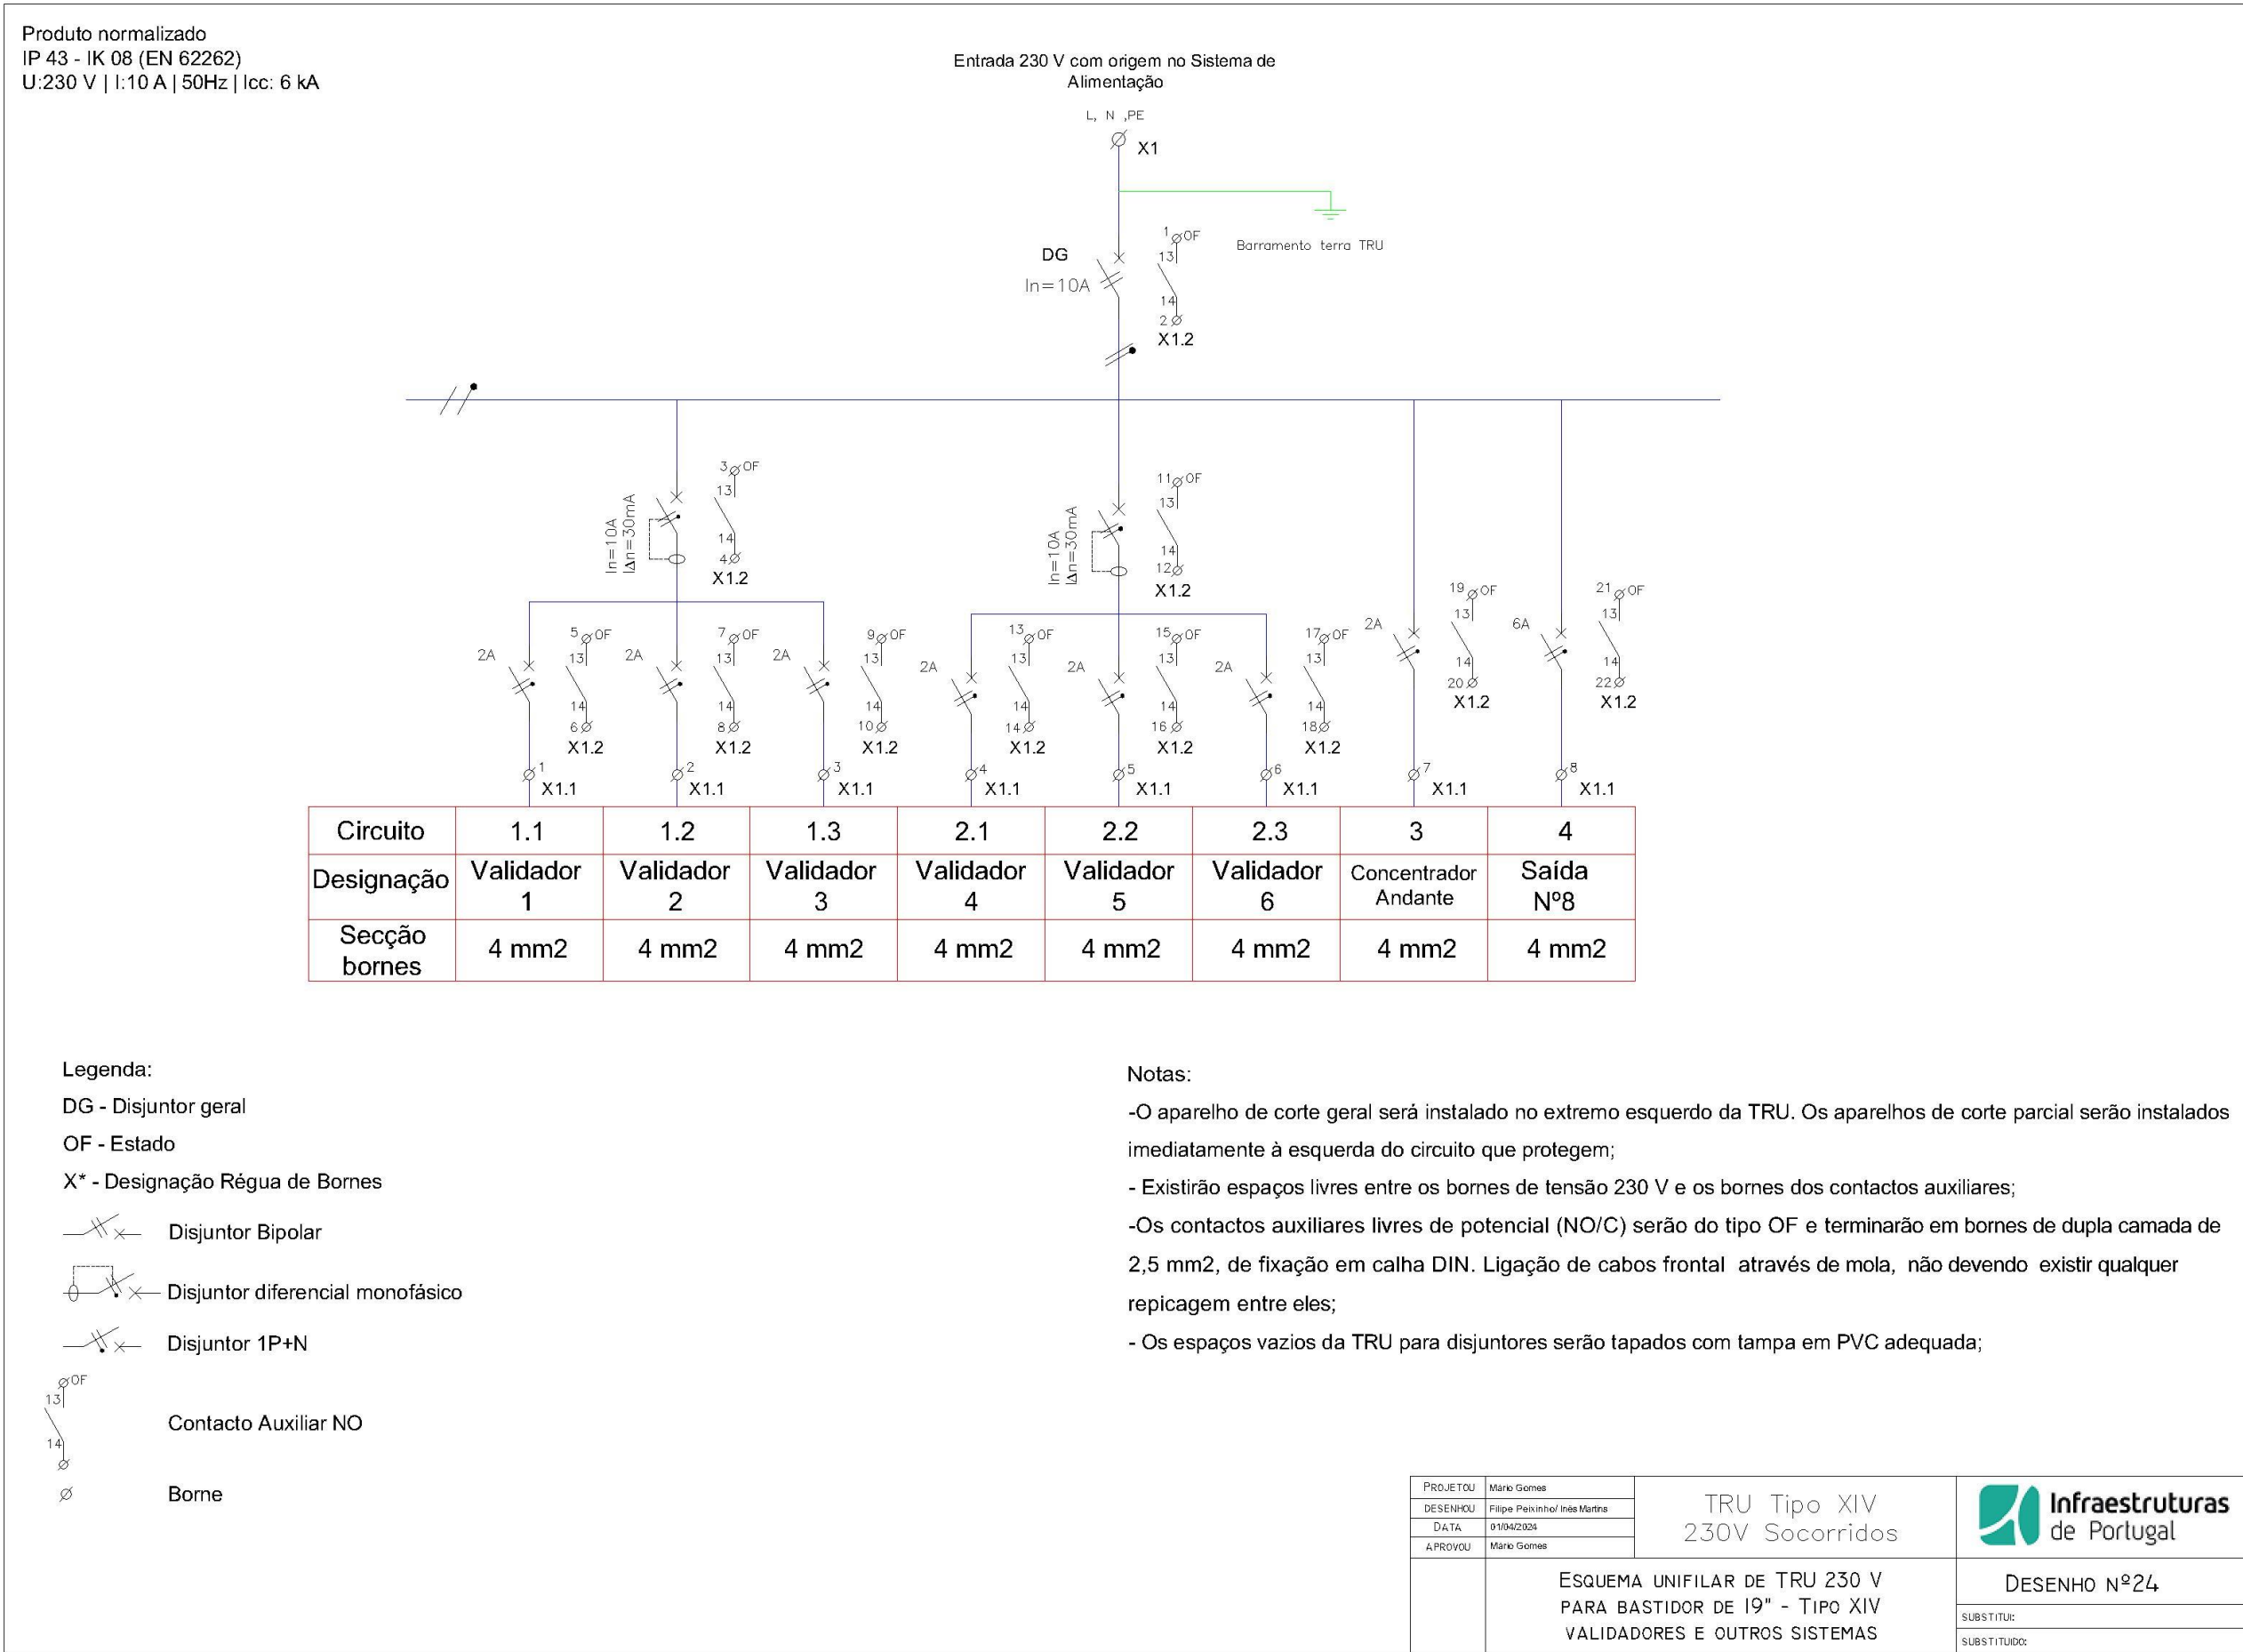 Produto normalizado
IP 43 - IK 08 (EN 62262)
U:230 V | I:10 A | 50Hz | Icc: 6 kA
Entrada 230 V com origem no Sistema de
Alimentação
L, N ,PE
X1
Barramento terra TRU
DG
In=10A
1 OF
13
14
2
X1.2
In=10A
IΔn=30mA
3 OF
13
14
4
X1.2
In=10A
IΔn=30mA
11 OF
13
14
12
X1.2
2A
5 OF
13
14
6
X1.2
2A
7 OF
13
14
8
X1.2
2A
9 OF
13
14
10
X1.2
2A
13 OF
13
14
14
X1.2
2A
15 OF
13
14
16
X1.2
2A
17 OF
13
14
18
X1.2
2A
19 OF
13
14
20
X1.2
6A
21 OF
13
14
22
X1.2
1 X1.1
2 X1.1
3 X1.1
4 X1.1
5 X1.1
6 X1.1
7 X1.1
8 X1.1
Circuito 1.1 1.2 1.3 2.1 2.2 2.3 3 4
Designação Validador 1 Validador 2 Validador 3 Validador 4 Validador 5 Validador 6 Concentrador Andante Saída Nº8
Secção bornes 4 mm2 4 mm2 4 mm2 4 mm2 4 mm2 4 mm2 4 mm2 4 mm2
Legenda:
DG - Disjuntor geral
OF - Estado
X* - Designação Régua de Bornes
Disjuntor Bipolar
Disjuntor diferencial monofásico
Disjuntor 1P+N
OF
13
14
Contacto Auxiliar NO
Borne
Notas:
-O aparelho de corte geral será instalado no extremo esquerdo da TRU. Os aparelhos de corte parcial serão instalados
imediatamente à esquerda do circuito que protegem;
- Existirão espaços livres entre os bornes de tensão 230 V e os bornes dos contactos auxiliares;
-Os contactos auxiliares livres de potencial (NO/C) serão do tipo OF e terminarão em bornes de dupla camada de
2,5 mm2, de fixação em calha DIN. Ligação de cabos frontal através de mola, não devendo existir qualquer
repicagem entre eles;
- Os espaços vazios da TRU para disjuntores serão tapados com tampa em PVC adequada;
PROJETOU Mário Gomes
DESENHOU Filipe Peixinho/ Inês Martins
DATA 01/04/2024
APROVOU Mário Gomes
TRU Tipo XIV
230V Socorridos
Infraestruturas
de Portugal
ESQUEMA UNIFILAR DE TRU 230 V
PARA BASTIDOR DE 19" - TIPO XIV
VALIDADORES E OUTROS SISTEMAS
DESENHO Nº24
SUBSTITUI:
SUBSTITUIDO: